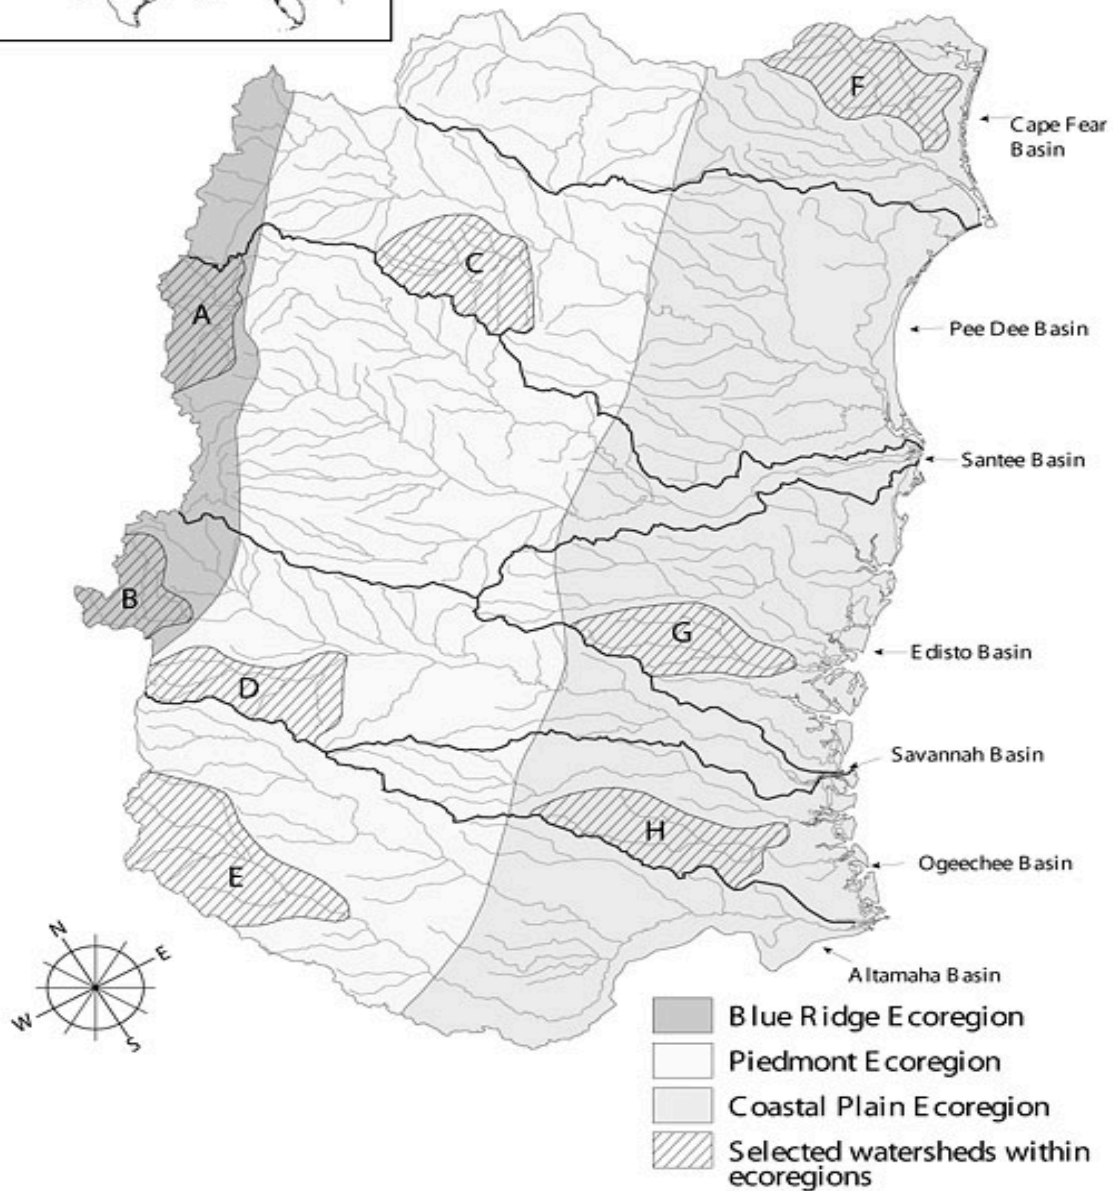 F
Cape Fear
Basin
C
A
Pee Dee Basin
Santee Basin
B
G
Edisto Basin
D
Savannah Basin
H
Ogeechee Basin
E
N
E
W
S
Altamaha Basin
Blue Ridge Ecoregion
Piedmont Ecoregion
Coastal Plain Ecoregion
Selected watersheds within
ecoregions